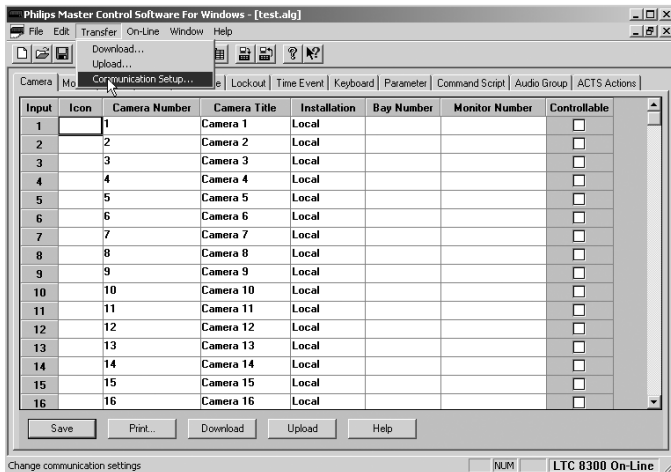 Philips Master Control Software For Windows - [test.alg]
File Edit Transfer On-Line Window Help
Download...
Upload...
Communication Setup...
Camera Mo e Lockout Time Event Keyboard Parameter Command Script Audio Group ACTS Actions
Input Icon Camera Number Camera Title Installation Bay Number Monitor Number Controllable
1 1 Camera 1 Local
2 2 Camera 2 Local
3 3 Camera 3 Local
4 4 Camera 4 Local
5 5 Camera 5 Local
6 6 Camera 6 Local
7 7 Camera 7 Local
8 8 Camera 8 Local
9 9 Camera 9 Local
10 10 Camera 10 Local
11 11 Camera 11 Local
12 12 Camera 12 Local
13 13 Camera 13 Local
14 14 Camera 14 Local
15 15 Camera 15 Local
16 16 Camera 16 Local
Save Print... Download Upload Help
Change communication settings NUM LTC 8300 On-Line